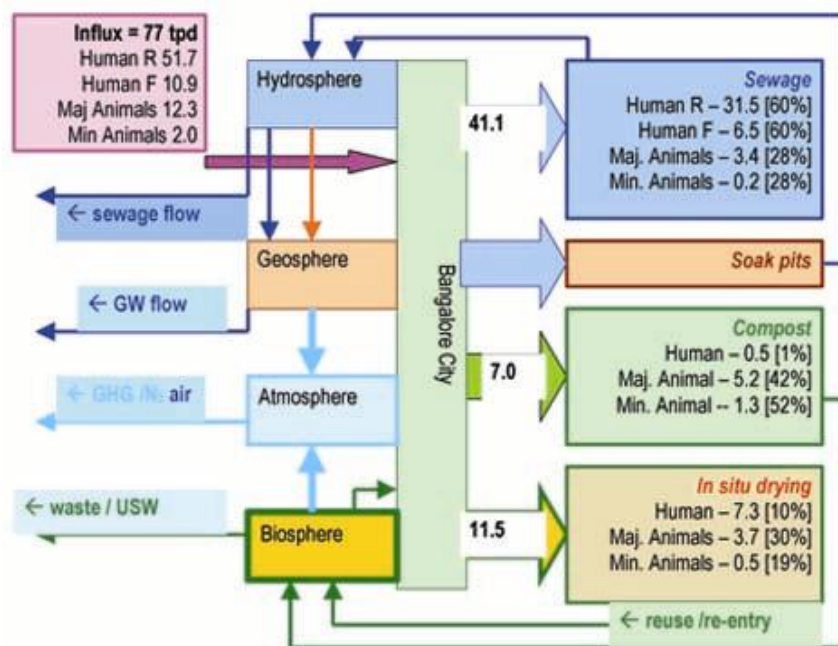 Influx = 77 tpd
Human R 51.7
Human F 10.9
Maj Animals 12.3
Min Animals 2.0
Hydrosphere
41.1
Sewage
Human R – 31.5 [60%]
Human F – 6.5 [60%]
Maj. Animals – 3.4 [28%]
Min. Animals – 0.2 [28%]
← sewage flow
Geosphere
Bangalore City
Soak pits
← GW flow
Compost
Human – 0.5 [1%]
Maj. Animal – 5.2 [42%]
Min. Animal -- 1.3 [52%]
7.0
← GHG /N₂ air
Atmosphere
← waste / USW
Biosphere
11.5
In situ drying
Human – 7.3 [10%]
Maj. Animals – 3.7 [30%]
Min. Animals – 0.5 [19%]
← reuse /re-entry